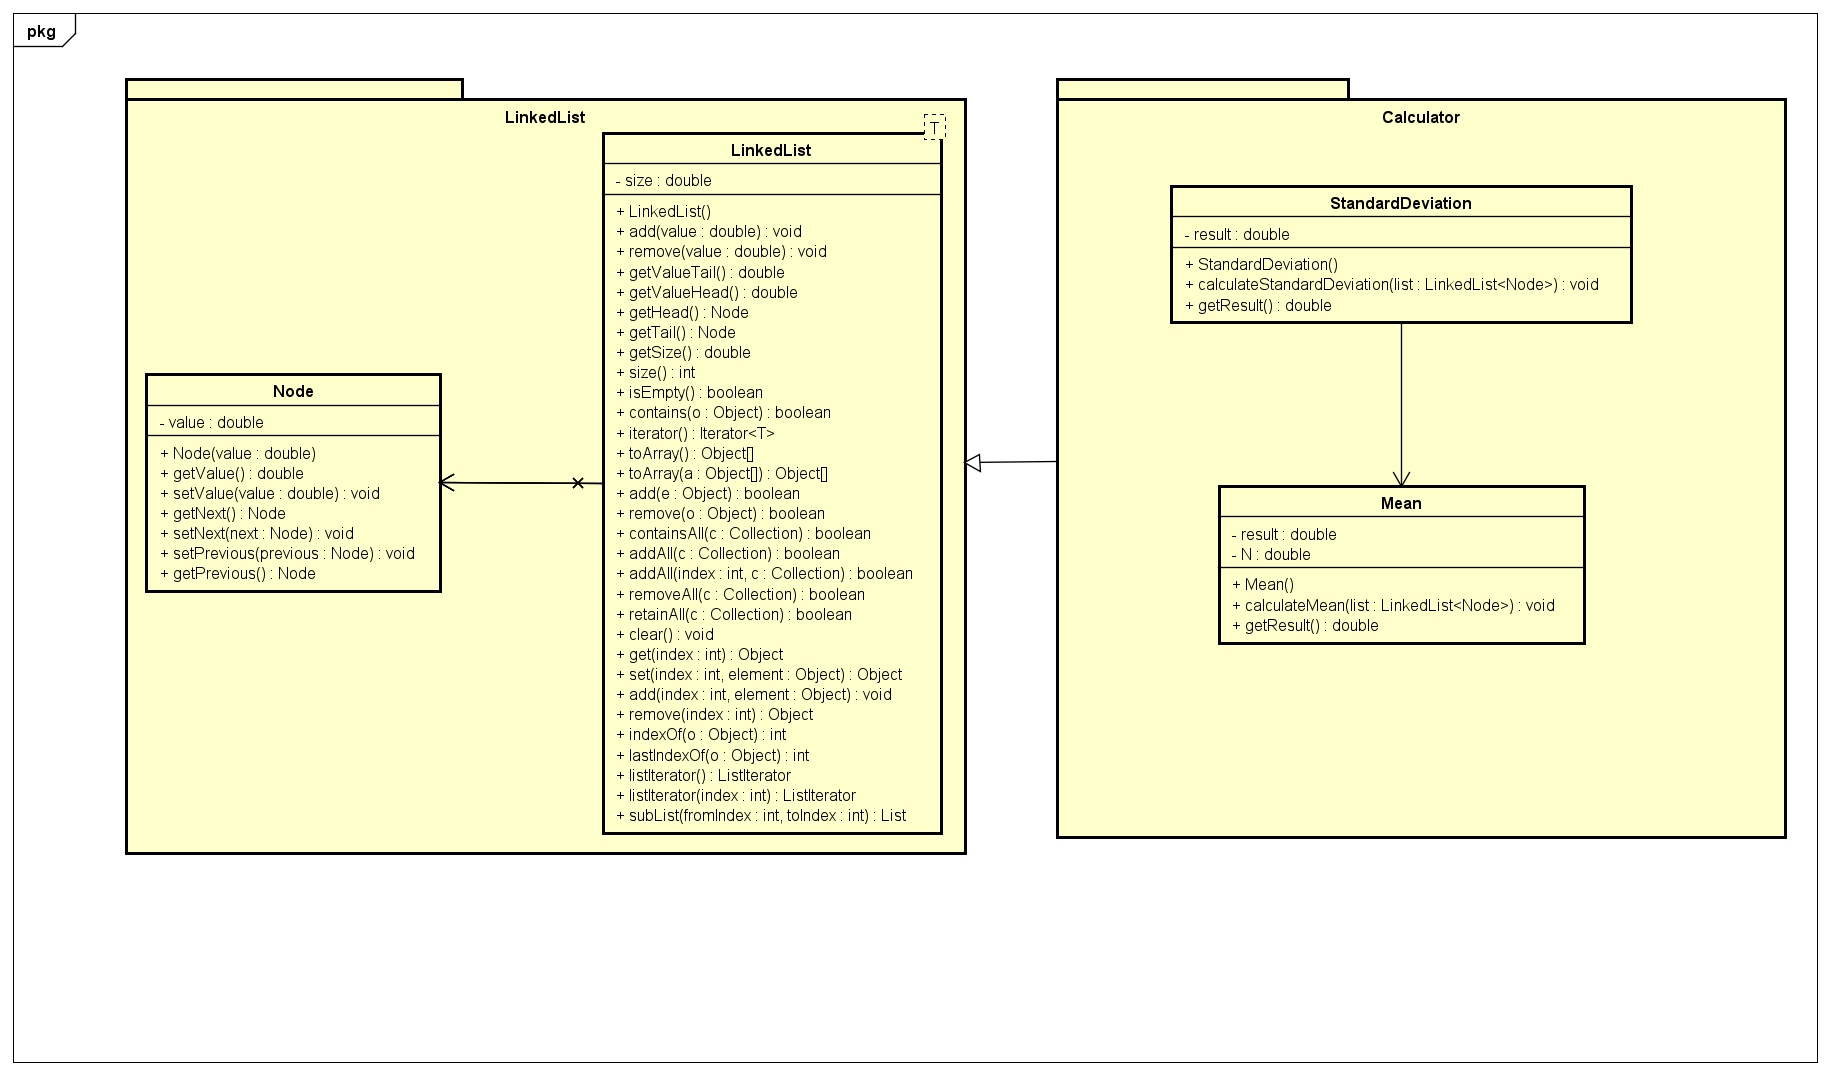 pkg
LinkedList
T
LinkedList
- size : double
+ LinkedList()
+ add(value : double) : void
+ remove(value : double) : void
+ getValueTail() : double
+ getValueHead() : double
+ getHead() : Node
+ getTail() : Node
+ getSize() : double
+ size() : int
+ isEmpty() : boolean
+ contains(o : Object) : boolean
+ iterator() : Iterator<T>
+ toArray() : Object[]
+ toArray(a : Object[]) : Object[]
+ add(e : Object) : boolean
+ remove(o : Object) : boolean
+ containsAll(c : Collection) : boolean
+ addAll(c : Collection) : boolean
+ addAll(index : int, c : Collection) : boolean
+ removeAll(c : Collection) : boolean
+ retainAll(c : Collection) : boolean
+ clear() : void
+ get(index : int) : Object
+ set(index : int, element : Object) : Object
+ add(index : int, element : Object) : void
+ remove(index : int) : Object
+ indexOf(o : Object) : int
+ lastIndexOf(o : Object) : int
+ listIterator() : ListIterator
+ listIterator(index : int) : ListIterator
+ subList(fromIndex : int, toIndex : int) : List
Node
- value : double
+ Node(value : double)
+ getValue() : double
+ setValue(value : double) : void
+ getNext() : Node
+ setNext(next : Node) : void
+ setPrevious(previous : Node) : void
+ getPrevious() : Node
Calculator
StandardDeviation
- result : double
+ StandardDeviation()
+ calculateStandardDeviation(list : LinkedList<Node>) : void
+ getResult() : double
Mean
- result : double
- N : double
+ Mean()
+ calculateMean(list : LinkedList<Node>) : void
+ getResult() : double